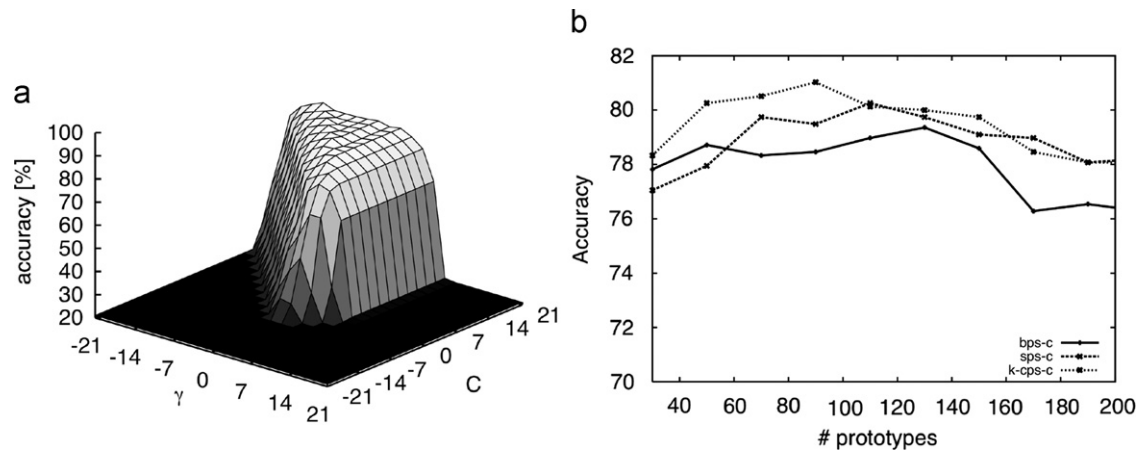 a
accuracy [%]
100
90
80
70
60
50
40
30
20
-21
-14
-7
0
7
14
21
γ
-21
-14
-7
0
7
14
21
C
b
Accuracy
82
80
78
76
74
72
70
bps-c
sps-c
k-cps-c
40 60 80 100 120 140 160 180 200
# prototypes